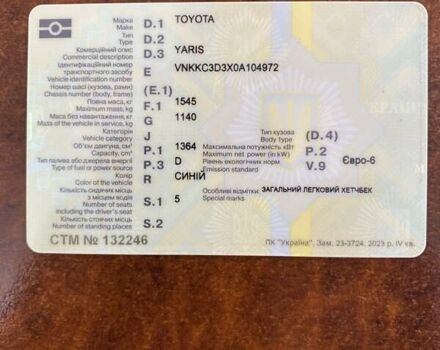 Марка D.1 TOYOTA
Make
Тип D.2
Type
Комерційний опис D.3 YARIS
Commercial description
Ідентифікаційний номер E VNKKC3D3X0A104972
транспортного засобу
Vehicle identification number
Номер шасі (кузова, рами) (E.1)
Chassis number (body, frame)
Повна маса, кг F.1 1545
Maximum mass, kg
Маса без навантаження, кг G 1140
Mass of the vehicle in service, kg
Категорія J Тип кузова (D.4)
Vehicle category Body type
Об'єм двигуна, см³ P.1 1364 Максимальна потужність кВт P.2
Capacity, cm³ Maximum net power (in kW)
Тип палива або джерела енергії P.3 D Рівень екологічних норм V.9 Євро-6
Type of fuel or power source Emission standard
Колір R СИНІЙ
Color of the vehicle
Кількість сидячих місць S.1 5 Особливі відмітки: ЗАГАЛЬНИЙ ЛЕГКОВИЙ ХЕТЧБЕК
з місцем водія Special marks
Number of seats
including the driver's seat
Кількість стоячих місць S.2
Number of standing places
СТМ № 132246
ПК "Україна". Зам. 23-3724. 2023 р. IV кв.